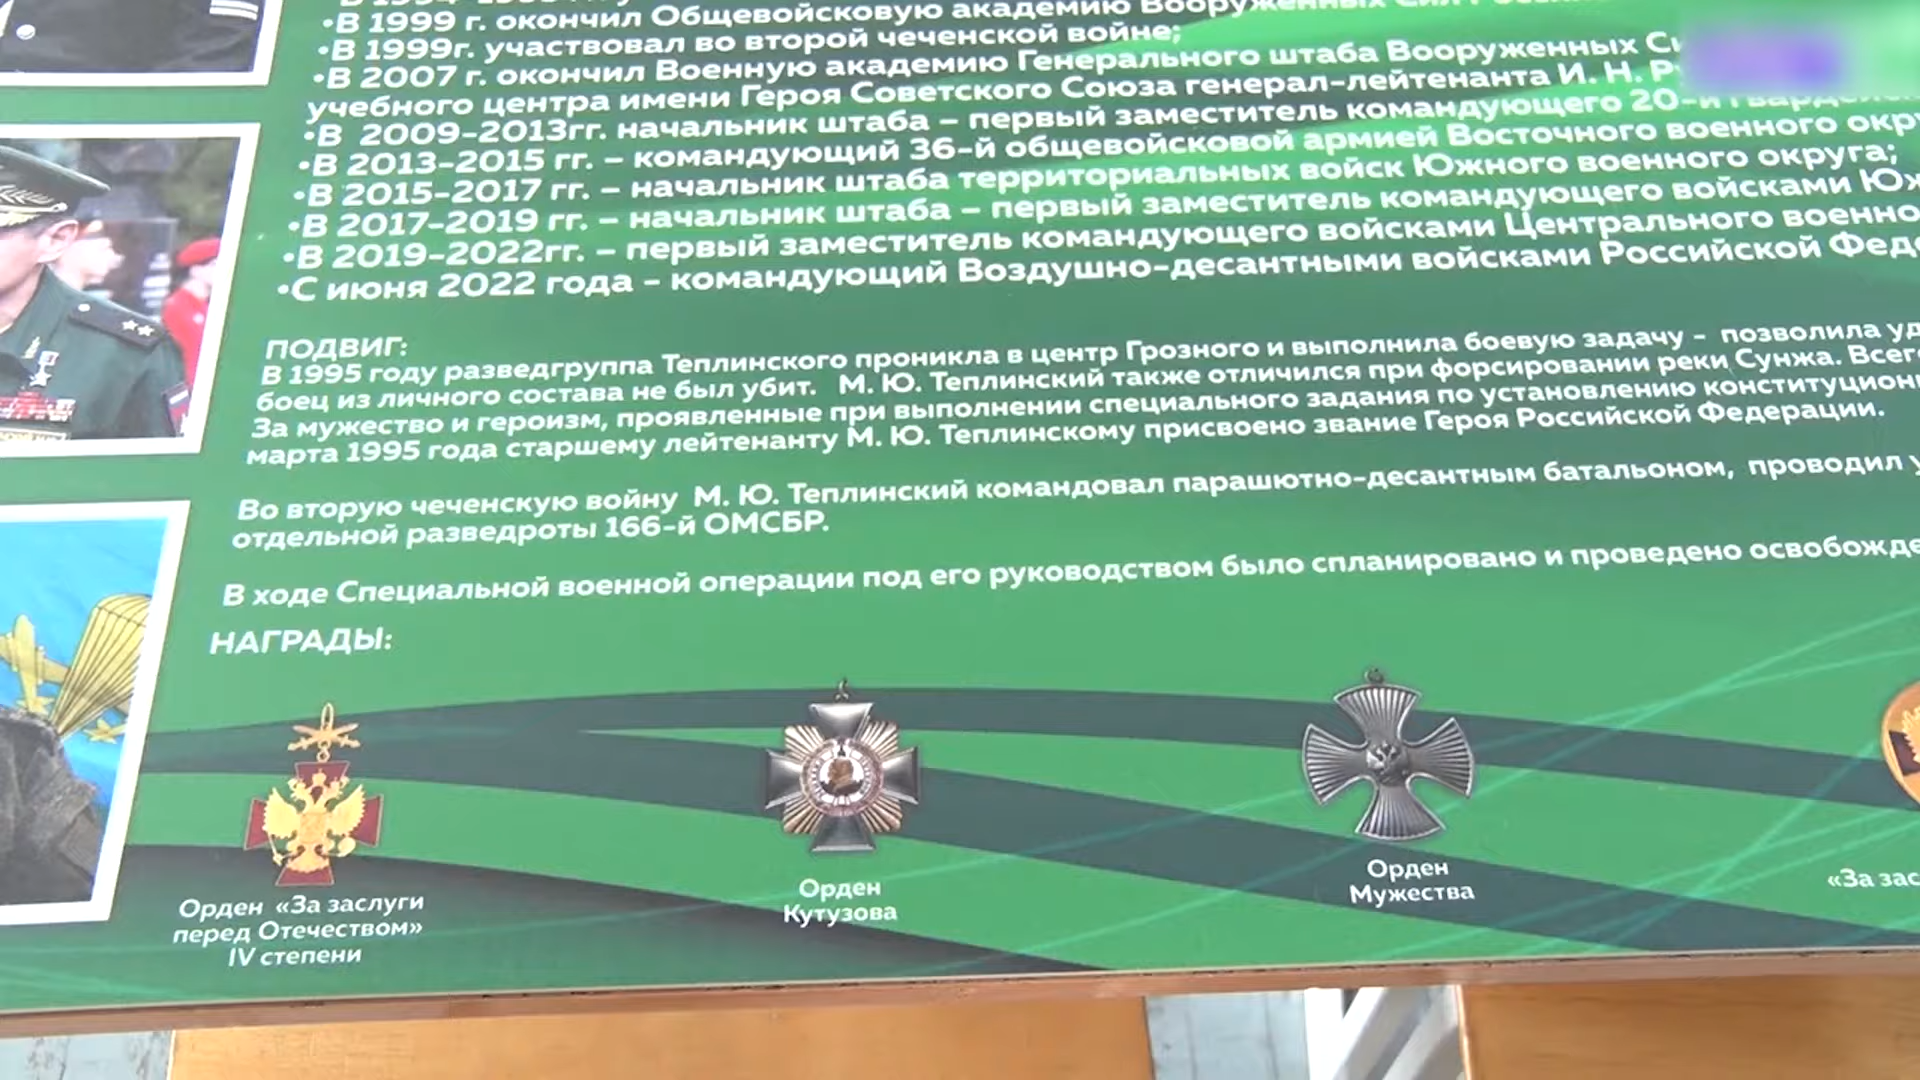 •В 1999 г. окончил Общевойсковую академию Вооруженных Сил
•В 1999г. участвовал во второй чеченской войне;
•В 2007 г. окончил Военную академию Генерального штаба Вооруженных
учебного центра имени Героя Советского Союза генерал-лейтенанта И. Н.
•В 2009-2013гг. начальник штаба – первый заместитель командующего 20-й
•В 2013-2015 гг. – командующий 36-й общевойсковой армией Восточного военного
•В 2015-2017 гг. – начальник штаба территориальных войск Южного военного округа;
•В 2017-2019 гг. – начальник штаба – первый заместитель командующего войсками
•В 2019-2022гг. – первый заместитель командующего войсками Центрального
•С июня 2022 года – командующий Воздушно-десантными войсками Российской
ПОДВИГ:
В 1995 году разведгруппа Теплинского проникла в центр Грозного и выполнила боевую задачу - позволила
боец из личного состава не был убит. М. Ю. Теплинский также отличился при форсировании реки Сунжа.
За мужество и героизм, проявленные при выполнении специального задания по установлению
марта 1995 года старшему лейтенанту М. Ю. Теплинскому присвоено звание Героя Российской Федерации.
Во вторую чеченскую войну М. Ю. Теплинский командовал парашютно-десантным батальоном, проводил
отдельной разведроты 166-й ОМСБР.
В ходе Специальной военной операции под его руководством было спланировано и проведено
НАГРАДЫ:
Орден «За заслуги
перед Отечеством»
IV степени
Орден
Кутузова
Орден
Мужества
«За